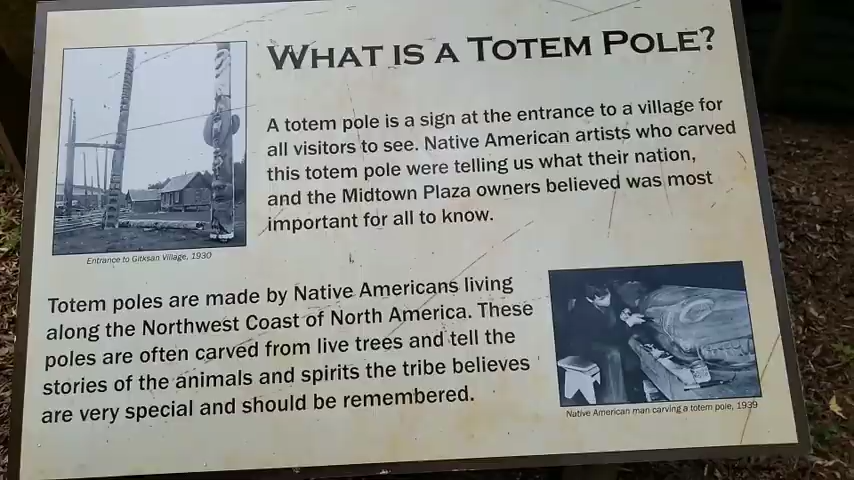 WHAT IS A TOTEM POLE?
A totem pole is a sign at the entrance to a village for
all visitors to see. Native American artists who carved
this totem pole were telling us what their nation,
and the Midtown Plaza owners believed was most
important for all to know.
Entrance to Gitksan Village, 1930
Totem poles are made by Native Americans living
along the Northwest Coast of North America. These
poles are often carved from live trees and tell the
stories of the animals and spirits the tribe believes
are very special and should be remembered.
Native American man carving a totem pole, 1939